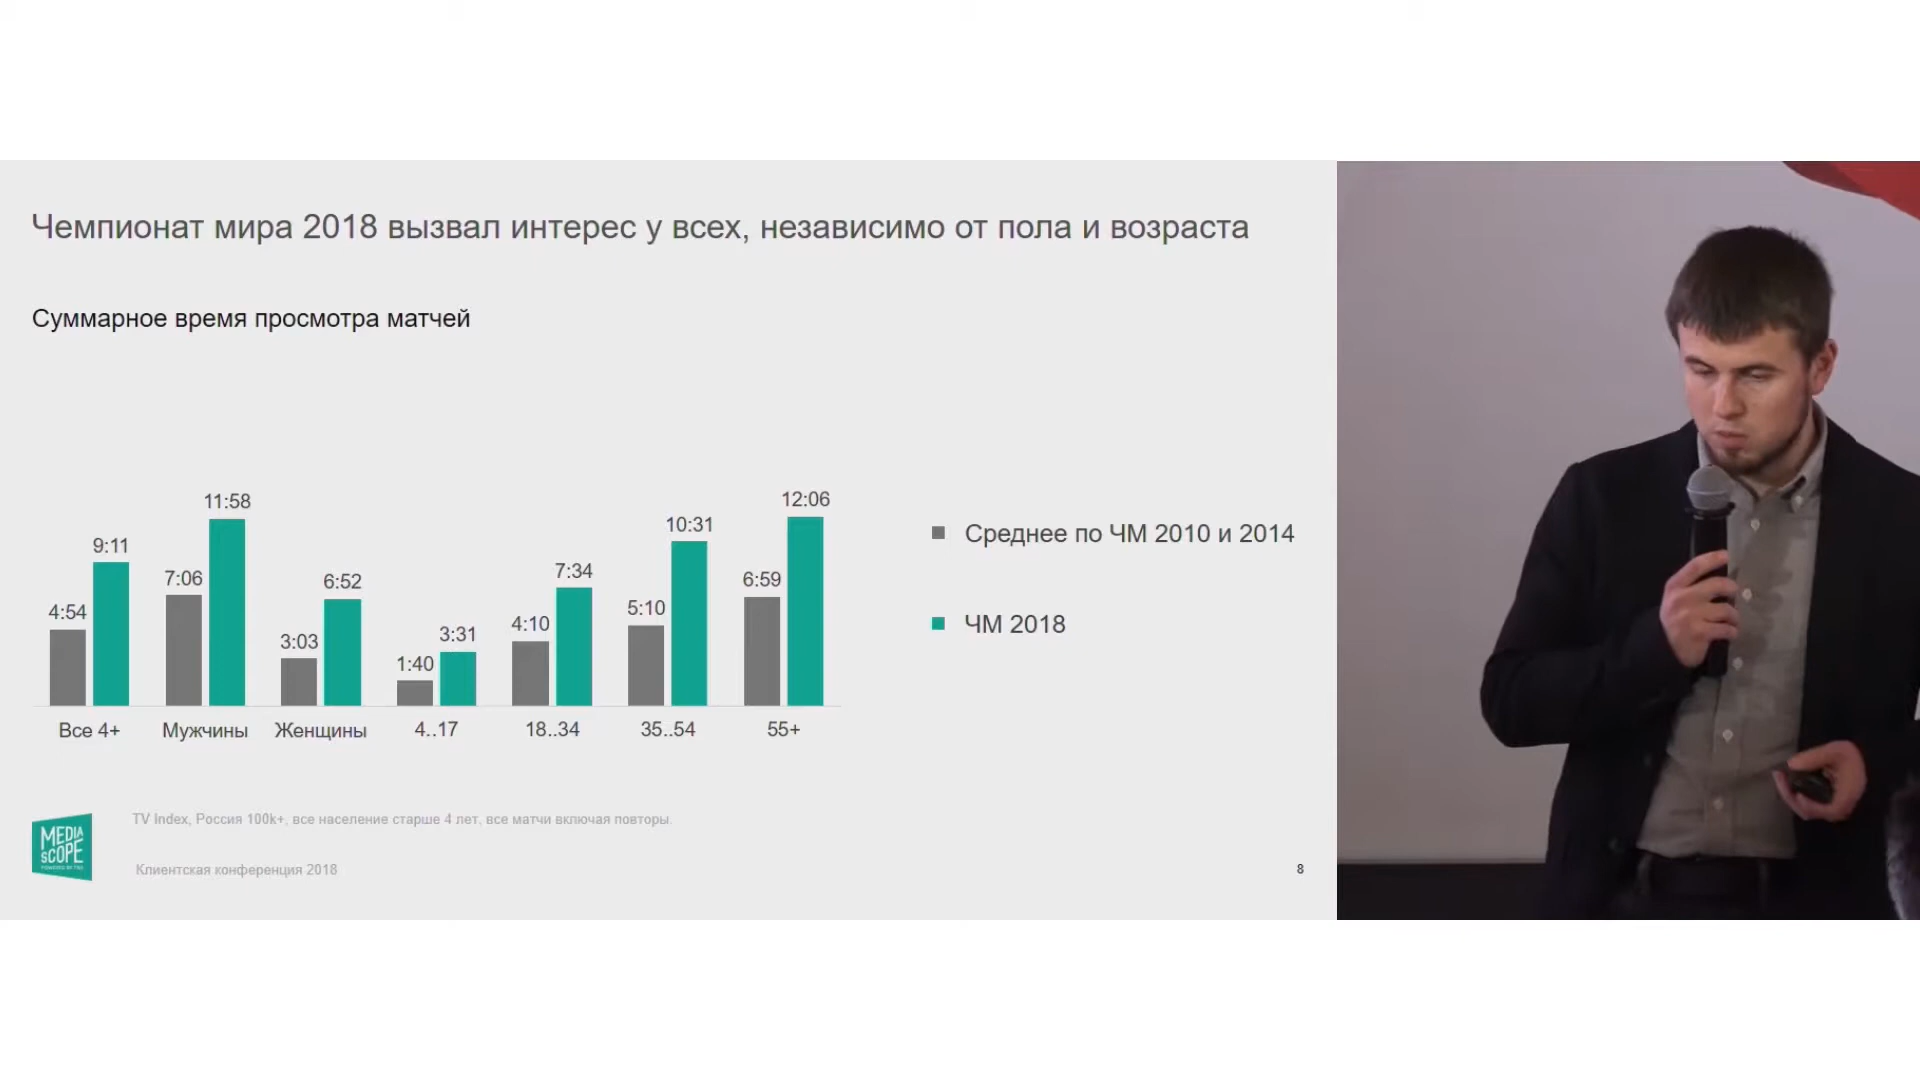 Чемпионат мира 2018 вызвал интерес у всех, независимо от пола и возраста
Суммарное время просмотра матчей
4:54
9:11
7:06
11:58
3:03
6:52
1:40
3:31
4:10
7:34
5:10
10:31
6:59
12:06
Все 4+
Мужчины
Женщины
4..17
18..34
35..54
55+
Среднее по ЧМ 2010 и 2014
ЧМ 2018
MEDIA
SCOPE
TV Index, Россия 100k+, все население старше 4 лет, все матчи включая повторы.
Клиентская конференция 2018
8